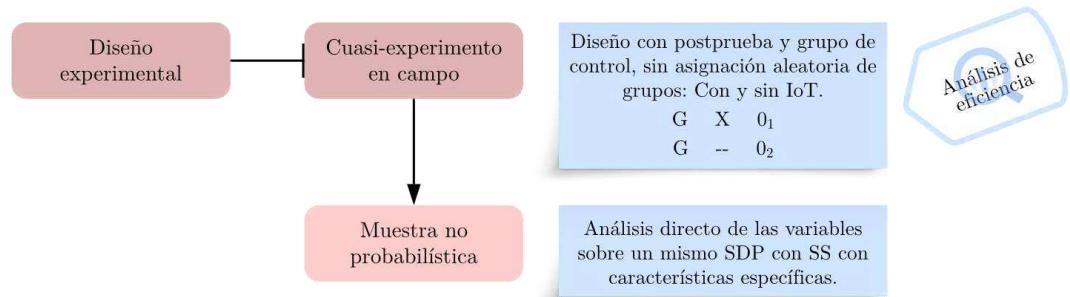 Diseño
experimental
Cuasi-experimento
en campo
Diseño con postprueba y grupo de
control, sin asignación aleatoria de
grupos: Con y sin IoT.
G X 0₁
G -- 0₂
Análisis de
eficiencia
Muestra no
probabilística
Análisis directo de las variables
sobre un mismo SDP con SS con
características específicas.